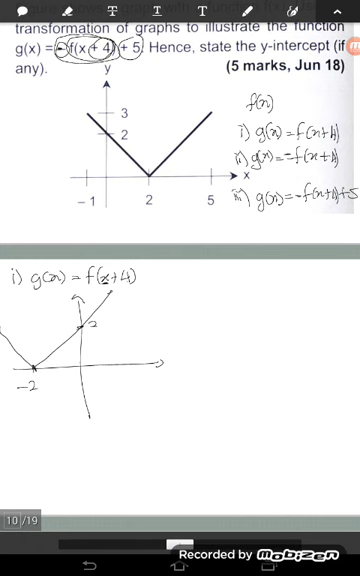 transformation of graphs to illustrate the function
g(x) = -f(x + 4) + 5. Hence, state the y-intercept (if
any). (5 marks, Jun 18)
y
3
2
x
-1 2 5
f(x)
i) g(x) = f(x+4)
ii) g(x) = -f(x+4)
iii) g(x) = -f(x+4)+5
i) g(x) = f(x+4)
2
-2
10 /19
Recorded by mobizen